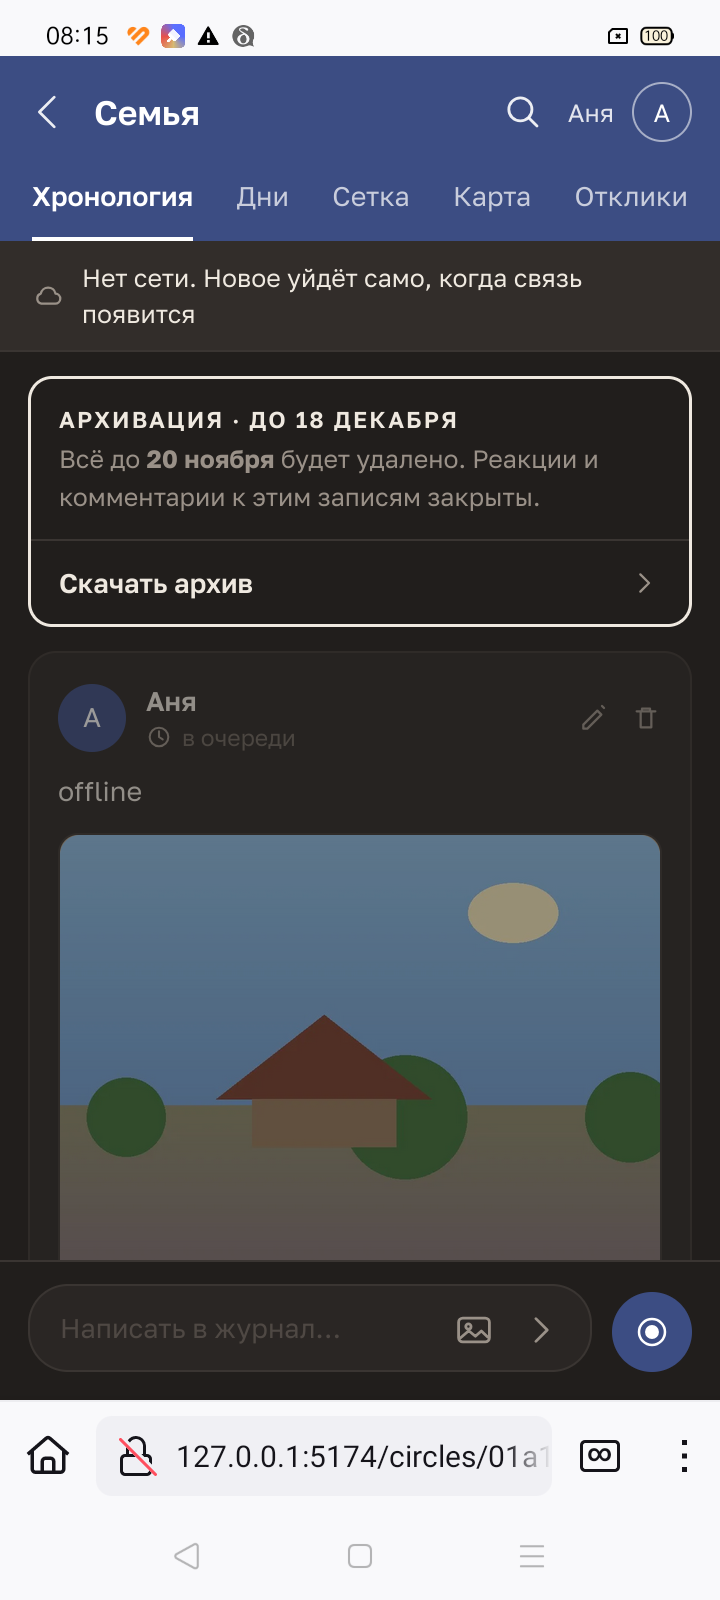 08:15
100
Семья
Аня
А
Хронология
Дни
Сетка
Карта
Отклики
Нет сети. Новое уйдёт само, когда связь
появится
АРХИВАЦИЯ · ДО 18 ДЕКАБРЯ
Всё до 20 ноября будет удалено. Реакции и
комментарии к этим записям закрыты.
Скачать архив
А
Аня
в очереди
offline
Написать в журнал...
127.0.0.1:5174/circles/01a1